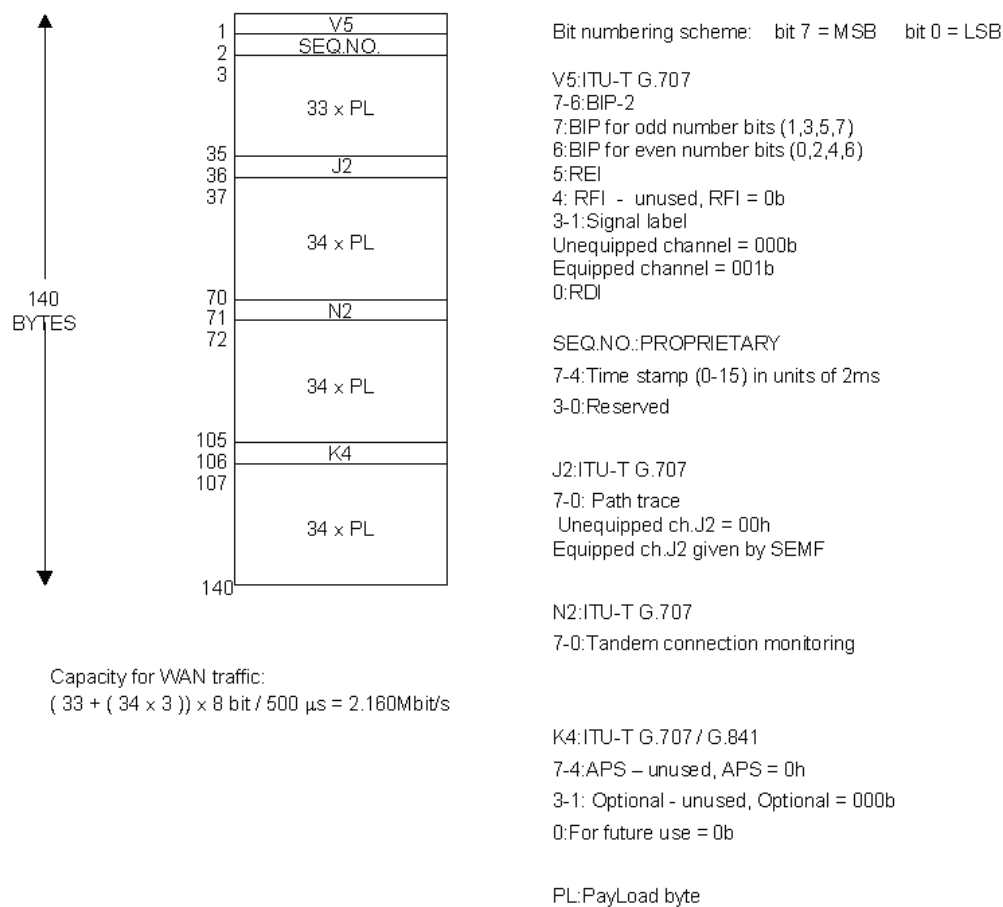 V5
1
SEQ.NO.
2
3
33 x PL
35
J2
36
37
34 x PL
70
N2
71
72
34 x PL
105
K4
106
107
34 x PL
140
140
BYTES
Capacity for WAN traffic:
( 33 + ( 34 x 3 )) x 8 bit / 500 µs = 2.160Mbit/s
Bit numbering scheme: bit 7 = MSB bit 0 = LSB
V5:ITU-T G.707
7-6:BIP-2
7:BIP for odd number bits (1,3,5,7)
6:BIP for even number bits (0,2,4,6)
5:REI
4: RFI - unused, RFI = 0b
3-1:Signal label
Unequipped channel = 000b
Equipped channel = 001b
0:RDI
SEQ.NO.:PROPRIETARY
7-4:Time stamp (0-15) in units of 2ms
3-0:Reserved
J2:ITU-T G.707
7-0: Path trace
Unequipped ch.J2 = 00h
Equipped ch.J2 given by SEMF
N2:ITU-T G.707
7-0:Tandem connection monitoring
K4:ITU-T G.707 / G.841
7-4:APS – unused, APS = 0h
3-1: Optional - unused, Optional = 000b
0:For future use = 0b
PL:PayLoad byte